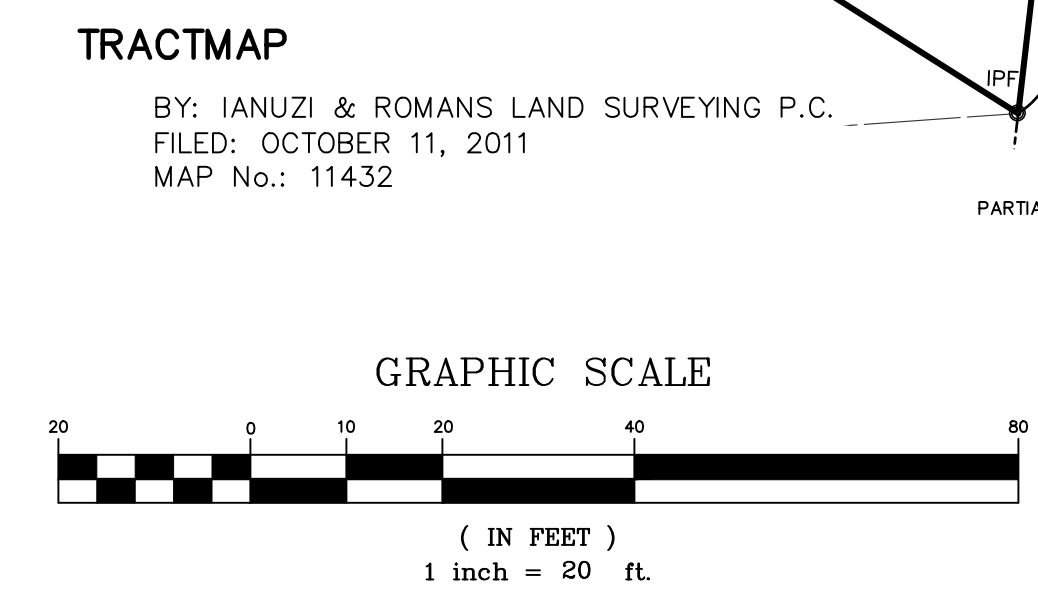 TRACTMAP
IPF
BY: IANUZI & ROMANS LAND SURVEYING P.C.
FILED: OCTOBER 11, 2011
MAP No.: 11432
PARTIA
GRAPHIC SCALE
20 0 10 20 40 80
( IN FEET )
1 inch = 20 ft.